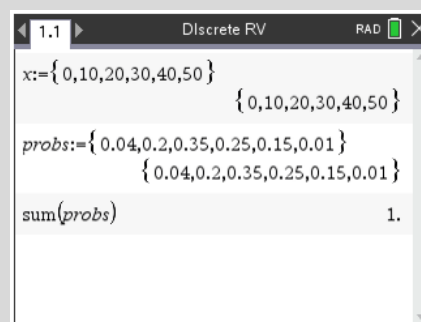 1.1 DIscrete RV RAD
x:={0,10,20,30,40,50}
{0,10,20,30,40,50}
probs:={0.04,0.2,0.35,0.25,0.15,0.01}
{0.04,0.2,0.35,0.25,0.15,0.01}
sum(probs) 1.